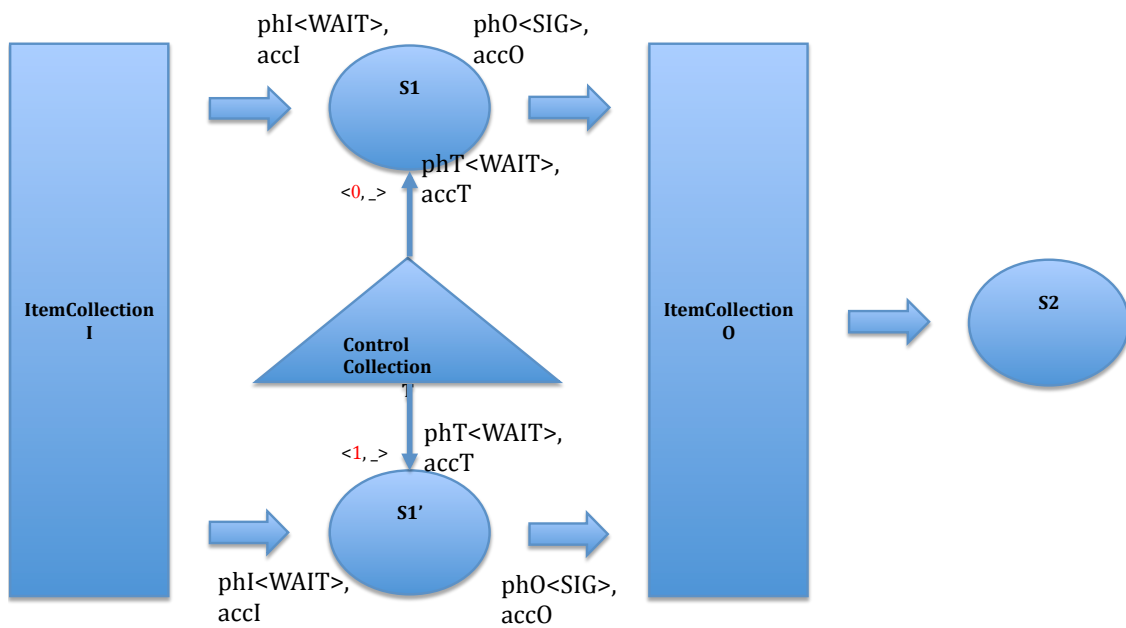 phI<WAIT>,
accI
phO<SIG>,
accO
S1
phT<WAIT>,
accT
<0, _>
ItemCollection
I
Control
Collection
T
ItemCollection
O
S2
<1, _>
phT<WAIT>,
accT
S1’
phI<WAIT>,
accI
phO<SIG>,
accO